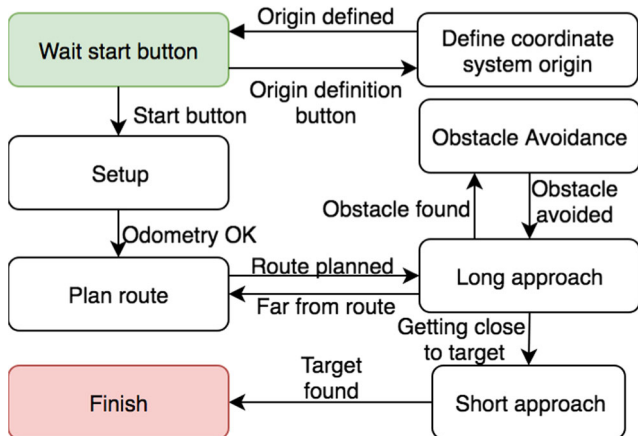 Origin defined
Wait start button
Define coordinate
system origin
Origin definition
button
Start button
Obstacle Avoidance
Setup
Obstacle found
Obstacle
avoided
Odometry OK
Plan route
Route planned
Far from route
Long approach
Getting close
to target
Target
found
Finish
Short approach